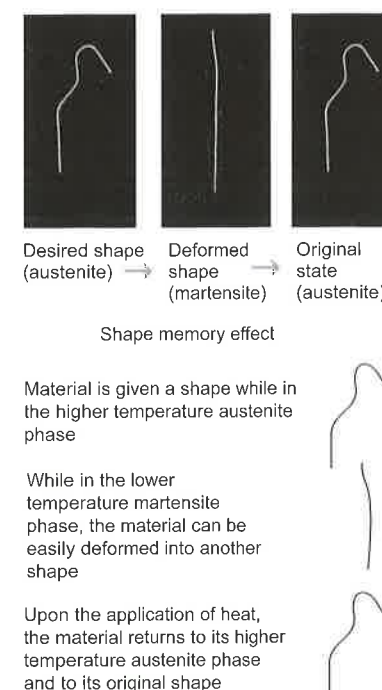 Desired shape
(austenite)
Deformed
shape
(martensite)
Original
state
(austenite)
Shape memory effect
Material is given a shape while in
the higher temperature austenite
phase
While in the lower
temperature martensite
phase, the material can be
easily deformed into another
shape
Upon the application of heat,
the material returns to its higher
temperature austenite phase
and to its original shape